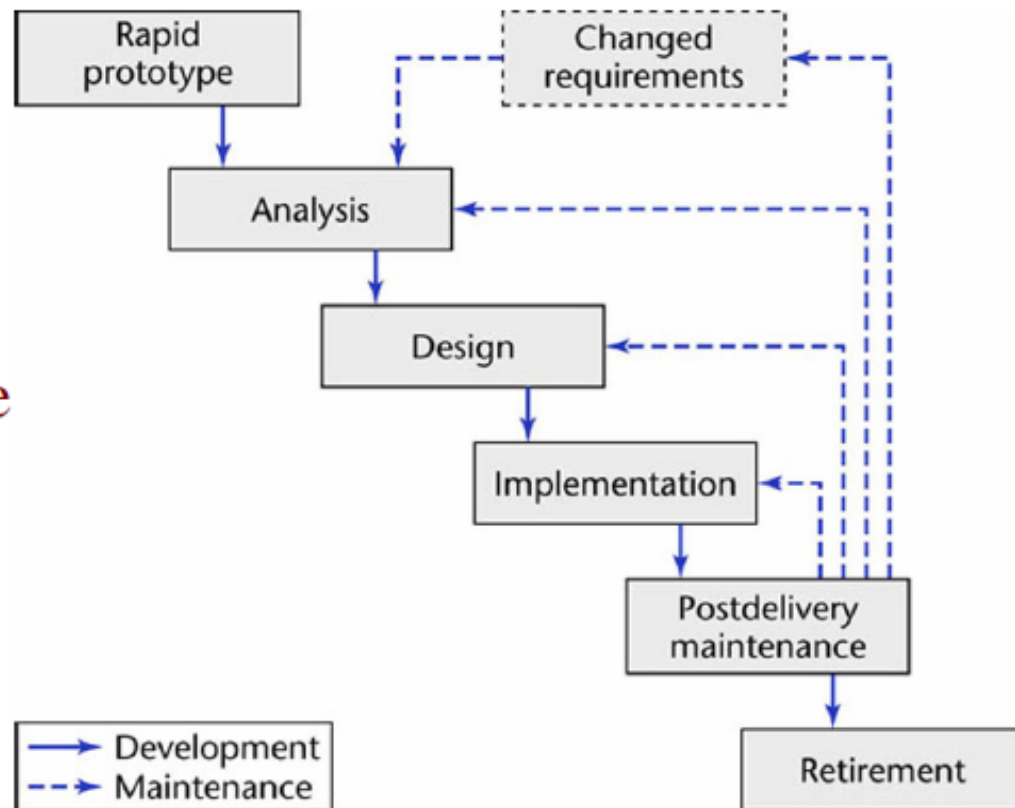 Rapid
prototype
Changed
requirements
Analysis
Design
e
Implementation
Postdelivery
maintenance
Development
Maintenance
Retirement